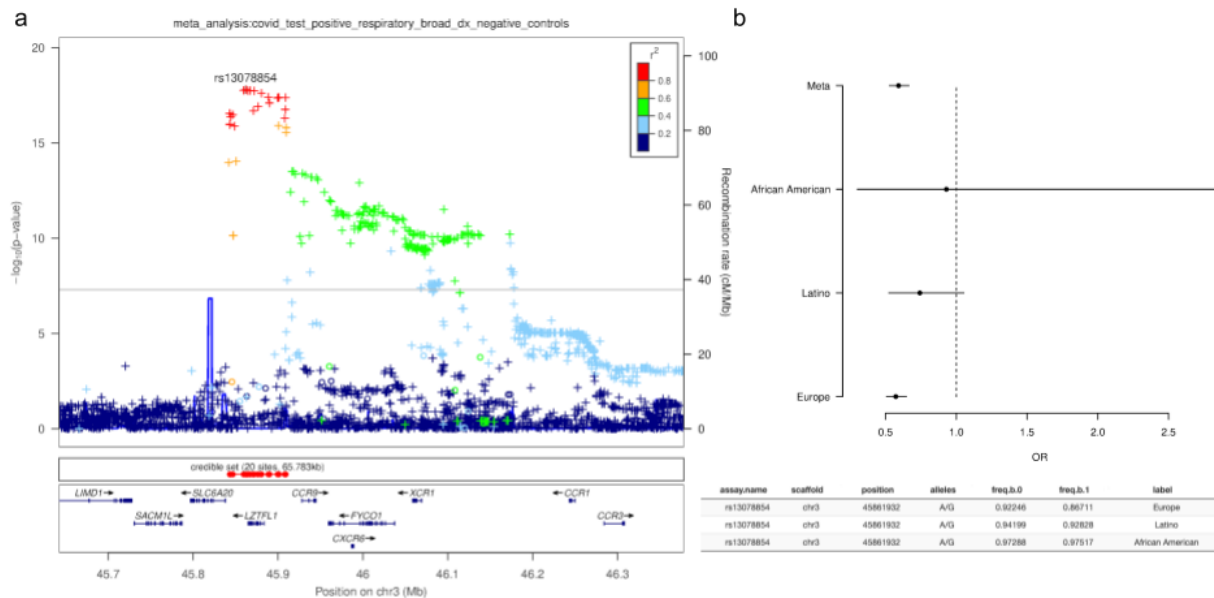 a
meta_analysis:covid_test_positive_respiratory_broad_dx_negative_controls
20
15
10
5
0
−log10(p-value)
rs13078854
r2
0.8
0.6
0.4
0.2
100
80
60
40
20
0
Recombination rate (cM/Mb)
credible set (20 sites, 65.783kb)
LIMD1→ ←SLC6A20 CCR9→ ←XCR1 ←CCR1
SACM1L→ ←LZTFL1 ←FYCO1 CCR3→
CXCR6→
45.7 45.8 45.9 46 46.1 46.2 46.3
Position on chr3 (Mb)
b
Meta
African American
Latino
Europe
0.5 1.0 1.5 2.0 2.5
OR
assay.name scaffold position alleles freq.b.0 freq.b.1 label
rs13078854 chr3 45861932 A/G 0.92246 0.86711 Europe
rs13078854 chr3 45861932 A/G 0.94199 0.92828 Latino
rs13078854 chr3 45861932 A/G 0.97288 0.97517 African American